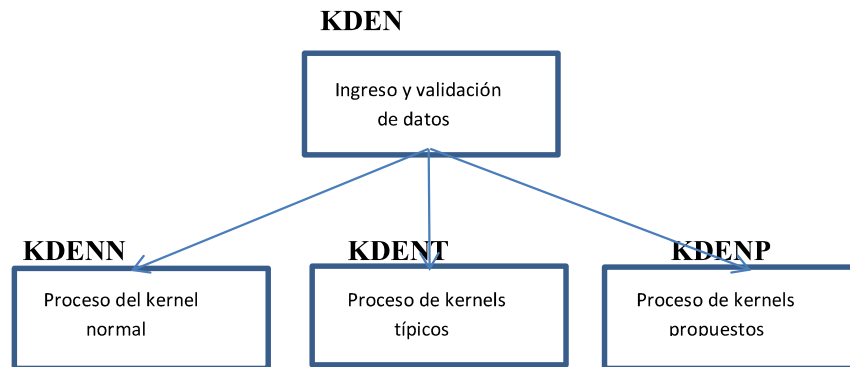 KDEN
Ingreso y validación
de datos
KDENN
KDENT
KDENP
Proceso del kernel
normal
Proceso de kernels
típicos
Proceso de kernels
propuestos